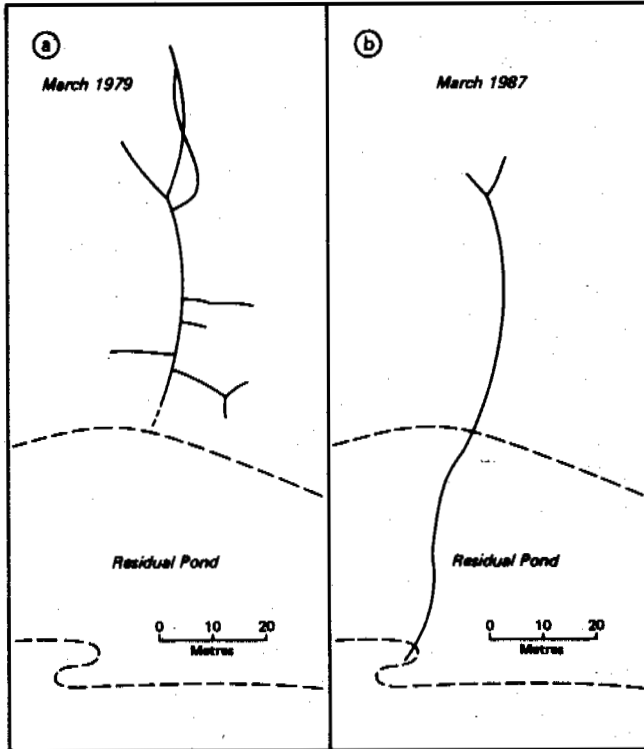 a
March 1979
Residual Pond
0 10 20
Metres
b
March 1987
Residual Pond
0 10 20
Metres